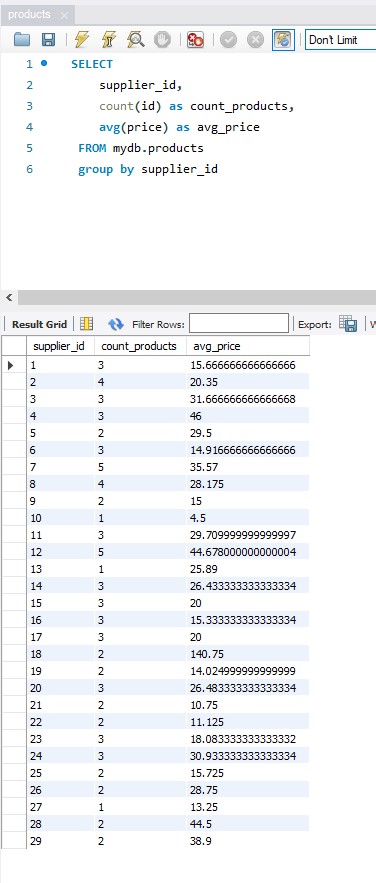 products
Don't Limit
1 SELECT
2 supplier_id,
3 count(id) as count_products,
4 avg(price) as avg_price
5 FROM mydb.products
6 group by supplier_id
Result Grid Filter Rows: Export: W
supplier_id count_products avg_price
1 3 15.666666666666666
2 4 20.35
3 3 31.666666666666668
4 3 46
5 2 29.5
6 3 14.916666666666666
7 5 35.57
8 4 28.175
9 2 15
10 1 4.5
11 3 29.709999999999997
12 5 44.678000000000004
13 1 25.89
14 3 26.433333333333334
15 3 20
16 3 15.333333333333334
17 3 20
18 2 140.75
19 2 14.024999999999999
20 3 26.483333333333334
21 2 10.75
22 2 11.125
23 3 18.083333333333332
24 3 30.933333333333334
25 2 15.725
26 2 28.75
27 1 13.25
28 2 44.5
29 2 38.9